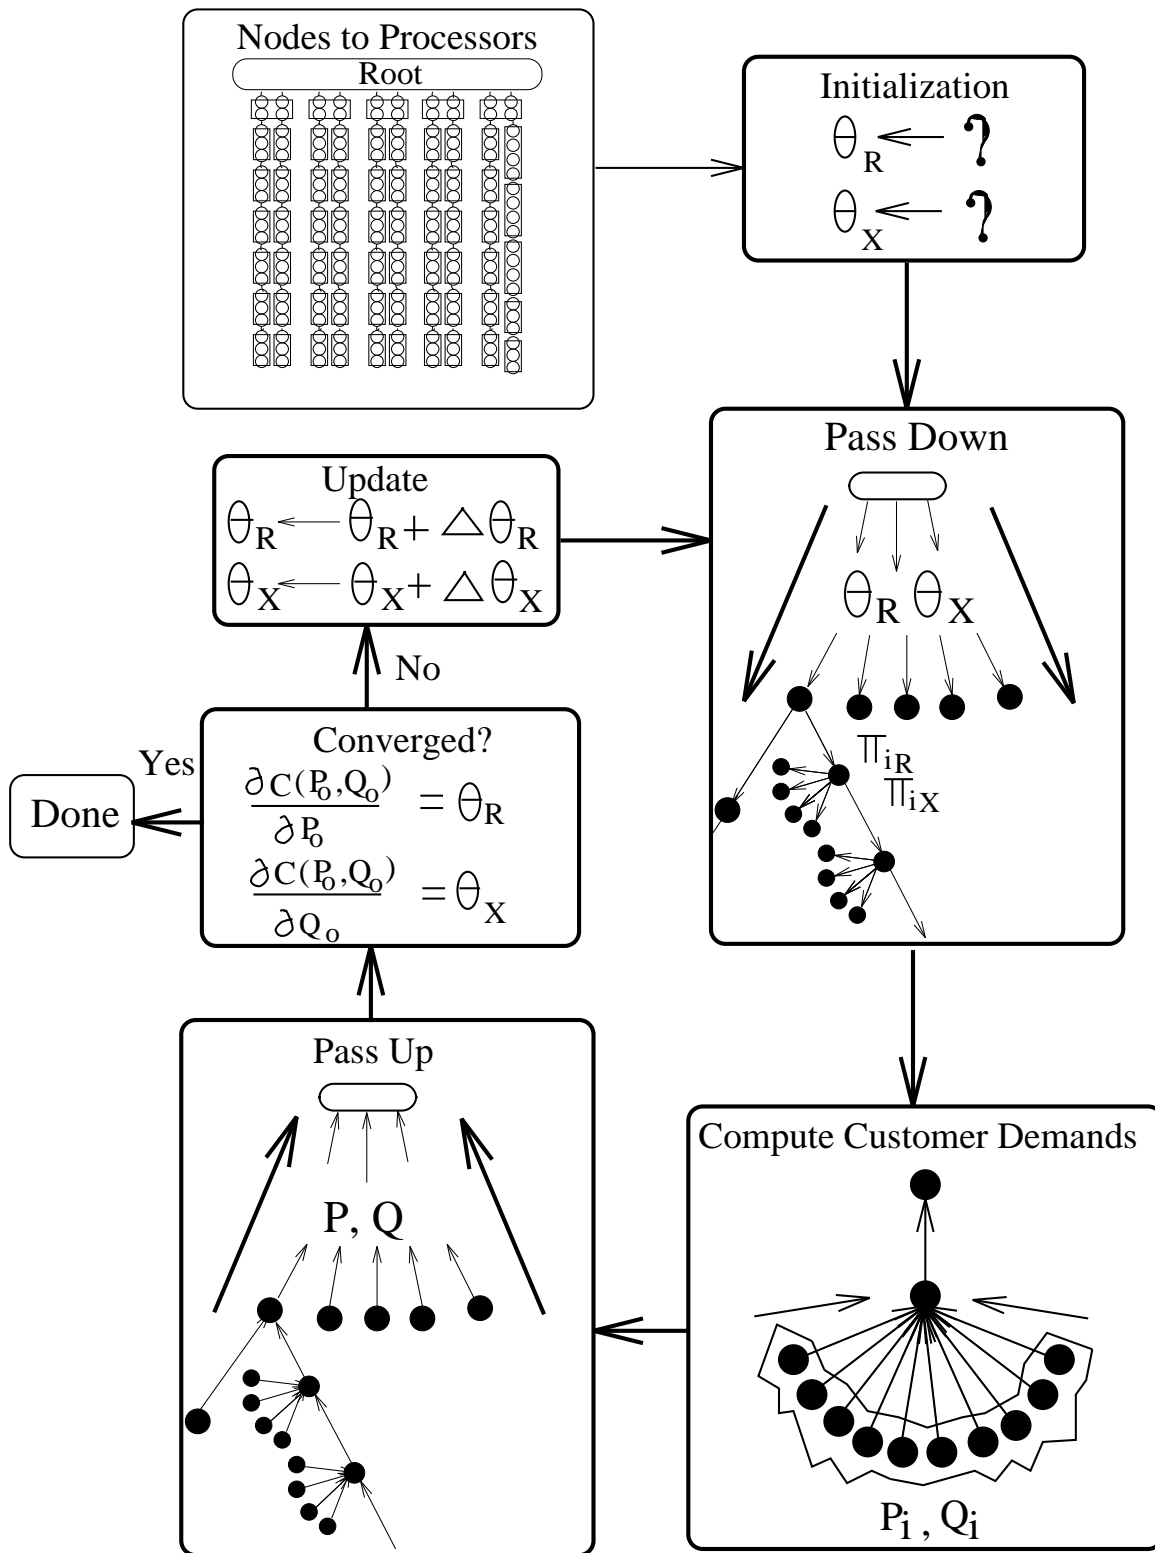 Nodes to Processors
Root
Initialization
θR ← ?
θX ← ?
Pass Down
θR θX
πiR
πiX
Update
θR ← θR + △θR
θX ← θX + △θX
No
Converged?
∂C(Po,Qo)
= θR
∂Po
∂C(Po,Qo)
= θX
∂Qo
Yes
Done
Pass Up
P, Q
Compute Customer Demands
Pi , Qi